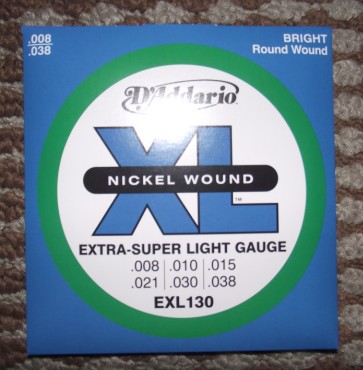 .008
.038
BRIGHT
Round Wound
D'Addario
XL
NICKEL WOUND
™
EXTRA-SUPER LIGHT GAUGE
.008 .010 .015
.021 .030 .038
EXL130